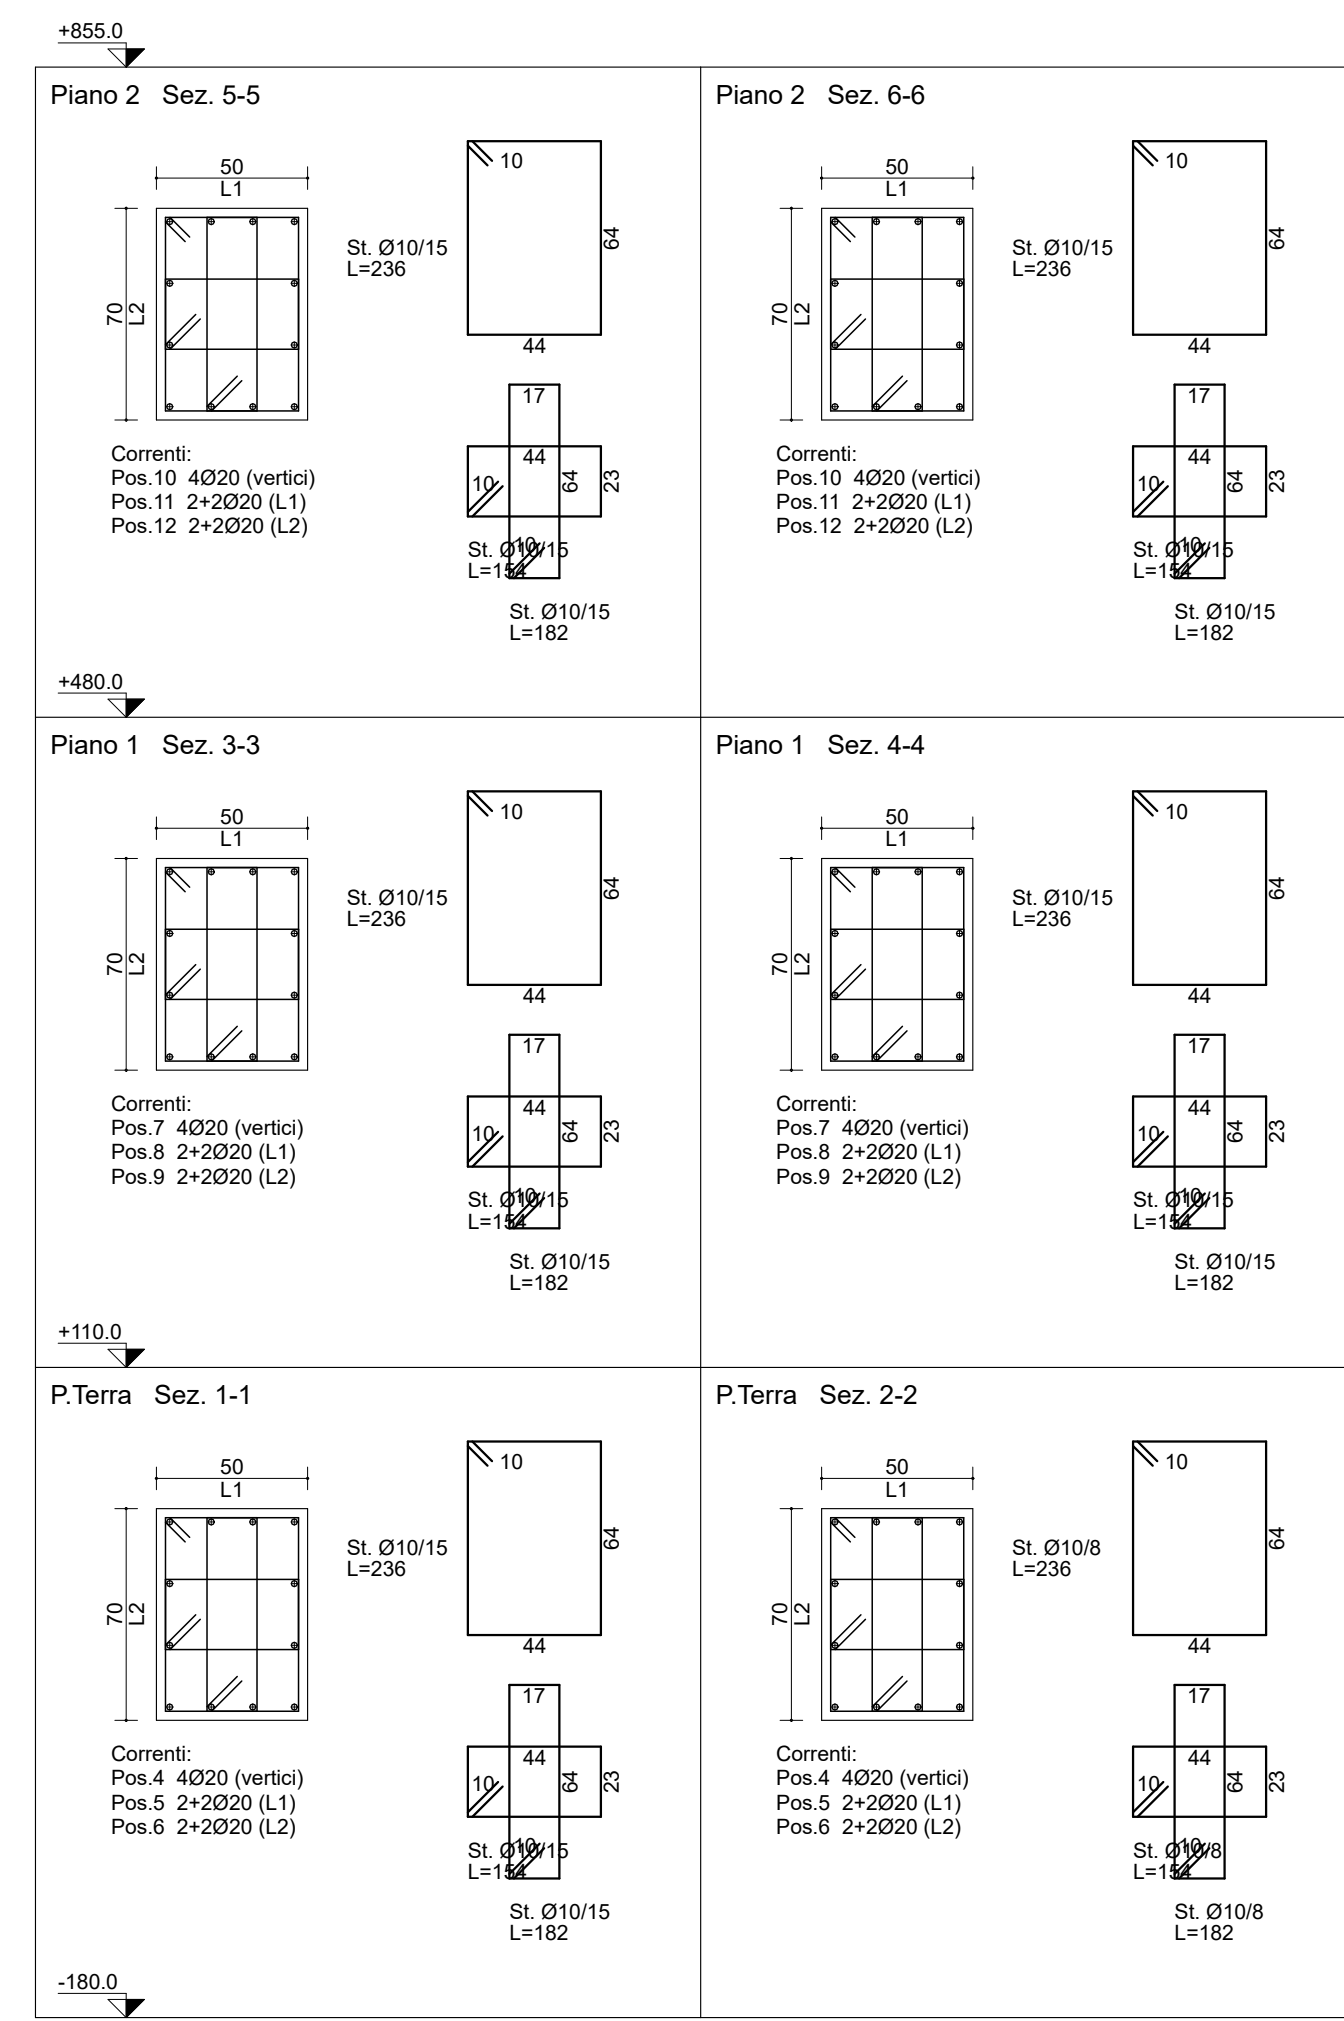 +855.0
Piano 2 Sez. 5-5
50
L1
70
L2
St. Ø10/15
L=236
10
64
44
17
44
10
64
23
10
St. Ø10/15
L=154
St. Ø10/15
L=182
Correnti:
Pos.10 4Ø20 (vertici)
Pos.11 2+2Ø20 (L1)
Pos.12 2+2Ø20 (L2)
Piano 2 Sez. 6-6
50
L1
70
L2
St. Ø10/15
L=236
10
64
44
17
44
10
64
23
10
St. Ø10/15
L=154
St. Ø10/15
L=182
Correnti:
Pos.10 4Ø20 (vertici)
Pos.11 2+2Ø20 (L1)
Pos.12 2+2Ø20 (L2)
+480.0
Piano 1 Sez. 3-3
50
L1
70
L2
St. Ø10/15
L=236
10
64
44
17
44
10
64
23
10
St. Ø10/15
L=154
St. Ø10/15
L=182
Correnti:
Pos.7 4Ø20 (vertici)
Pos.8 2+2Ø20 (L1)
Pos.9 2+2Ø20 (L2)
Piano 1 Sez. 4-4
50
L1
70
L2
St. Ø10/15
L=236
10
64
44
17
44
10
64
23
10
St. Ø10/15
L=154
St. Ø10/15
L=182
Correnti:
Pos.7 4Ø20 (vertici)
Pos.8 2+2Ø20 (L1)
Pos.9 2+2Ø20 (L2)
+110.0
P.Terra Sez. 1-1
50
L1
70
L2
St. Ø10/15
L=236
10
64
44
17
44
10
64
23
10
St. Ø10/15
L=154
St. Ø10/15
L=182
Correnti:
Pos.4 4Ø20 (vertici)
Pos.5 2+2Ø20 (L1)
Pos.6 2+2Ø20 (L2)
P.Terra Sez. 2-2
50
L1
70
L2
St. Ø10/8
L=236
10
64
44
17
44
10
64
23
10
St. Ø10/8
L=154
St. Ø10/8
L=182
Correnti:
Pos.4 4Ø20 (vertici)
Pos.5 2+2Ø20 (L1)
Pos.6 2+2Ø20 (L2)
-180.0